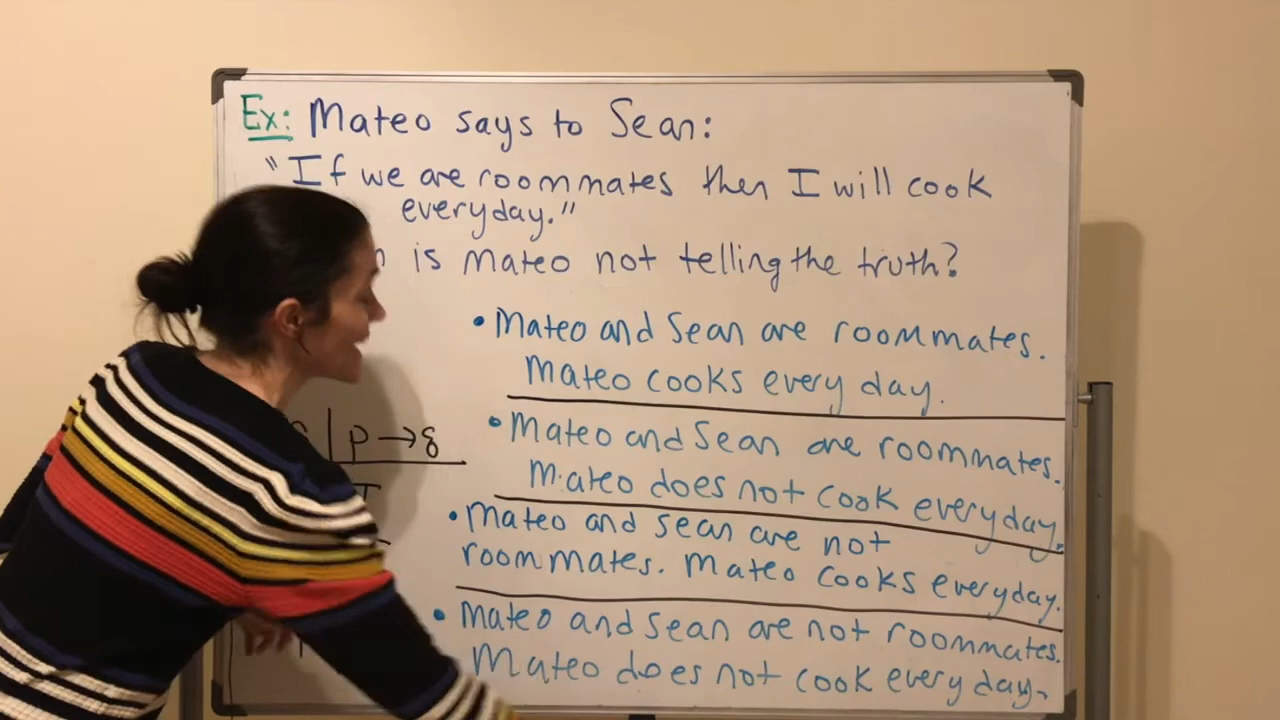 Ex: Mateo says to Sean:
"If we are roommates then I will cook
everyday."
is Mateo not telling the truth?
• Mateo and Sean are roommates.
Mateo cooks every day.
• Mateo and Sean are roommates.
Mateo does not cook everyday.
• Mateo and Sean are not
roommates. Mateo cooks everyday.
• Mateo and Sean are not roommates.
Mateo does not cook every day.
p → q